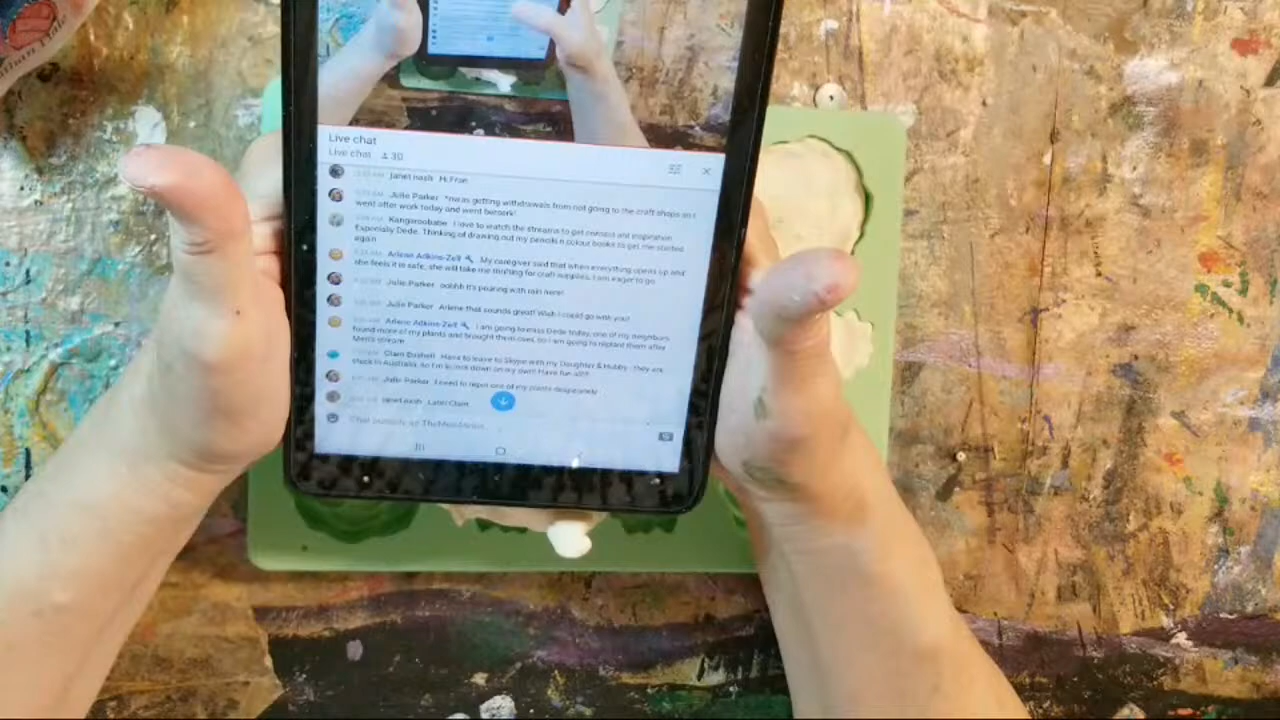 Live chat
Live chat 30
Janet nash Hi Fran
Julie Parker was getting withdrawals from not going to the craft shops so I
went after work today and went berserk!
Kangaroobabe I love to watch the streams to get and inspiration
Especially Dede. Thinking of drawing out my pencils n colour books to get me started
again
Arlene Adkins-Zell My caregiver said that when everything opens up and
she feels it is safe, she will take me thrifting for craft supplies. I am eager to go
Julie Parker ooohh it's pouring with rain here!
Julie Parker Arlene that sounds great! Wish I could go with you!
Arlene Adkins-Zell I am going to miss Dede today, one of my neighbors
found more of my plants and brought them over, so I am going to replant them after
stream
Clare Bushell Have to leave to Skype with my Daughter & Hubby - they are
stuck in Australia, so I'm locked down on my own! Have fun all!!
Julie Parker I need to repot one of my plants desperately
Janet nash Later
Chat publicly as